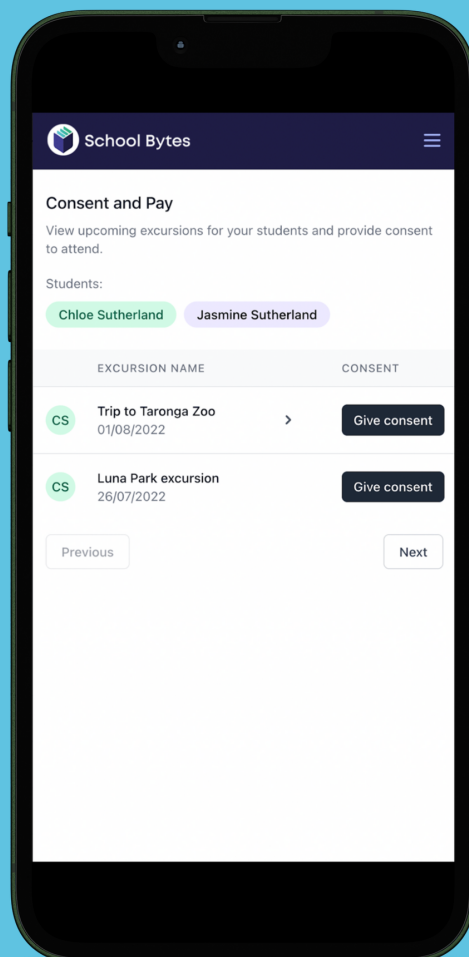 School Bytes
Consent and Pay
View upcoming excursions for your students and provide consent
to attend.
Students:
Chloe Sutherland Jasmine Sutherland
EXCURSION NAME CONSENT
CS Trip to Taronga Zoo Give consent
01/08/2022
CS Luna Park excursion Give consent
26/07/2022
Previous Next